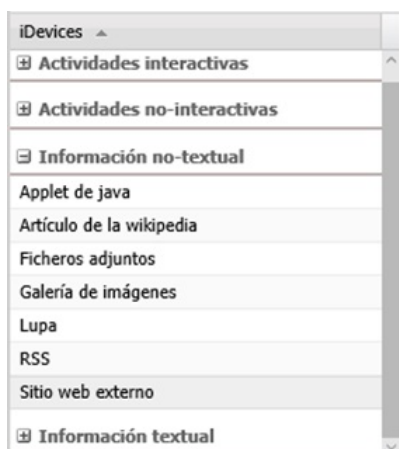 iDevices
Actividades interactivas
Actividades no-interactivas
Información no-textual
Applet de java
Artículo de la wikipedia
Ficheros adjuntos
Galería de imágenes
Lupa
RSS
Sitio web externo
Información textual